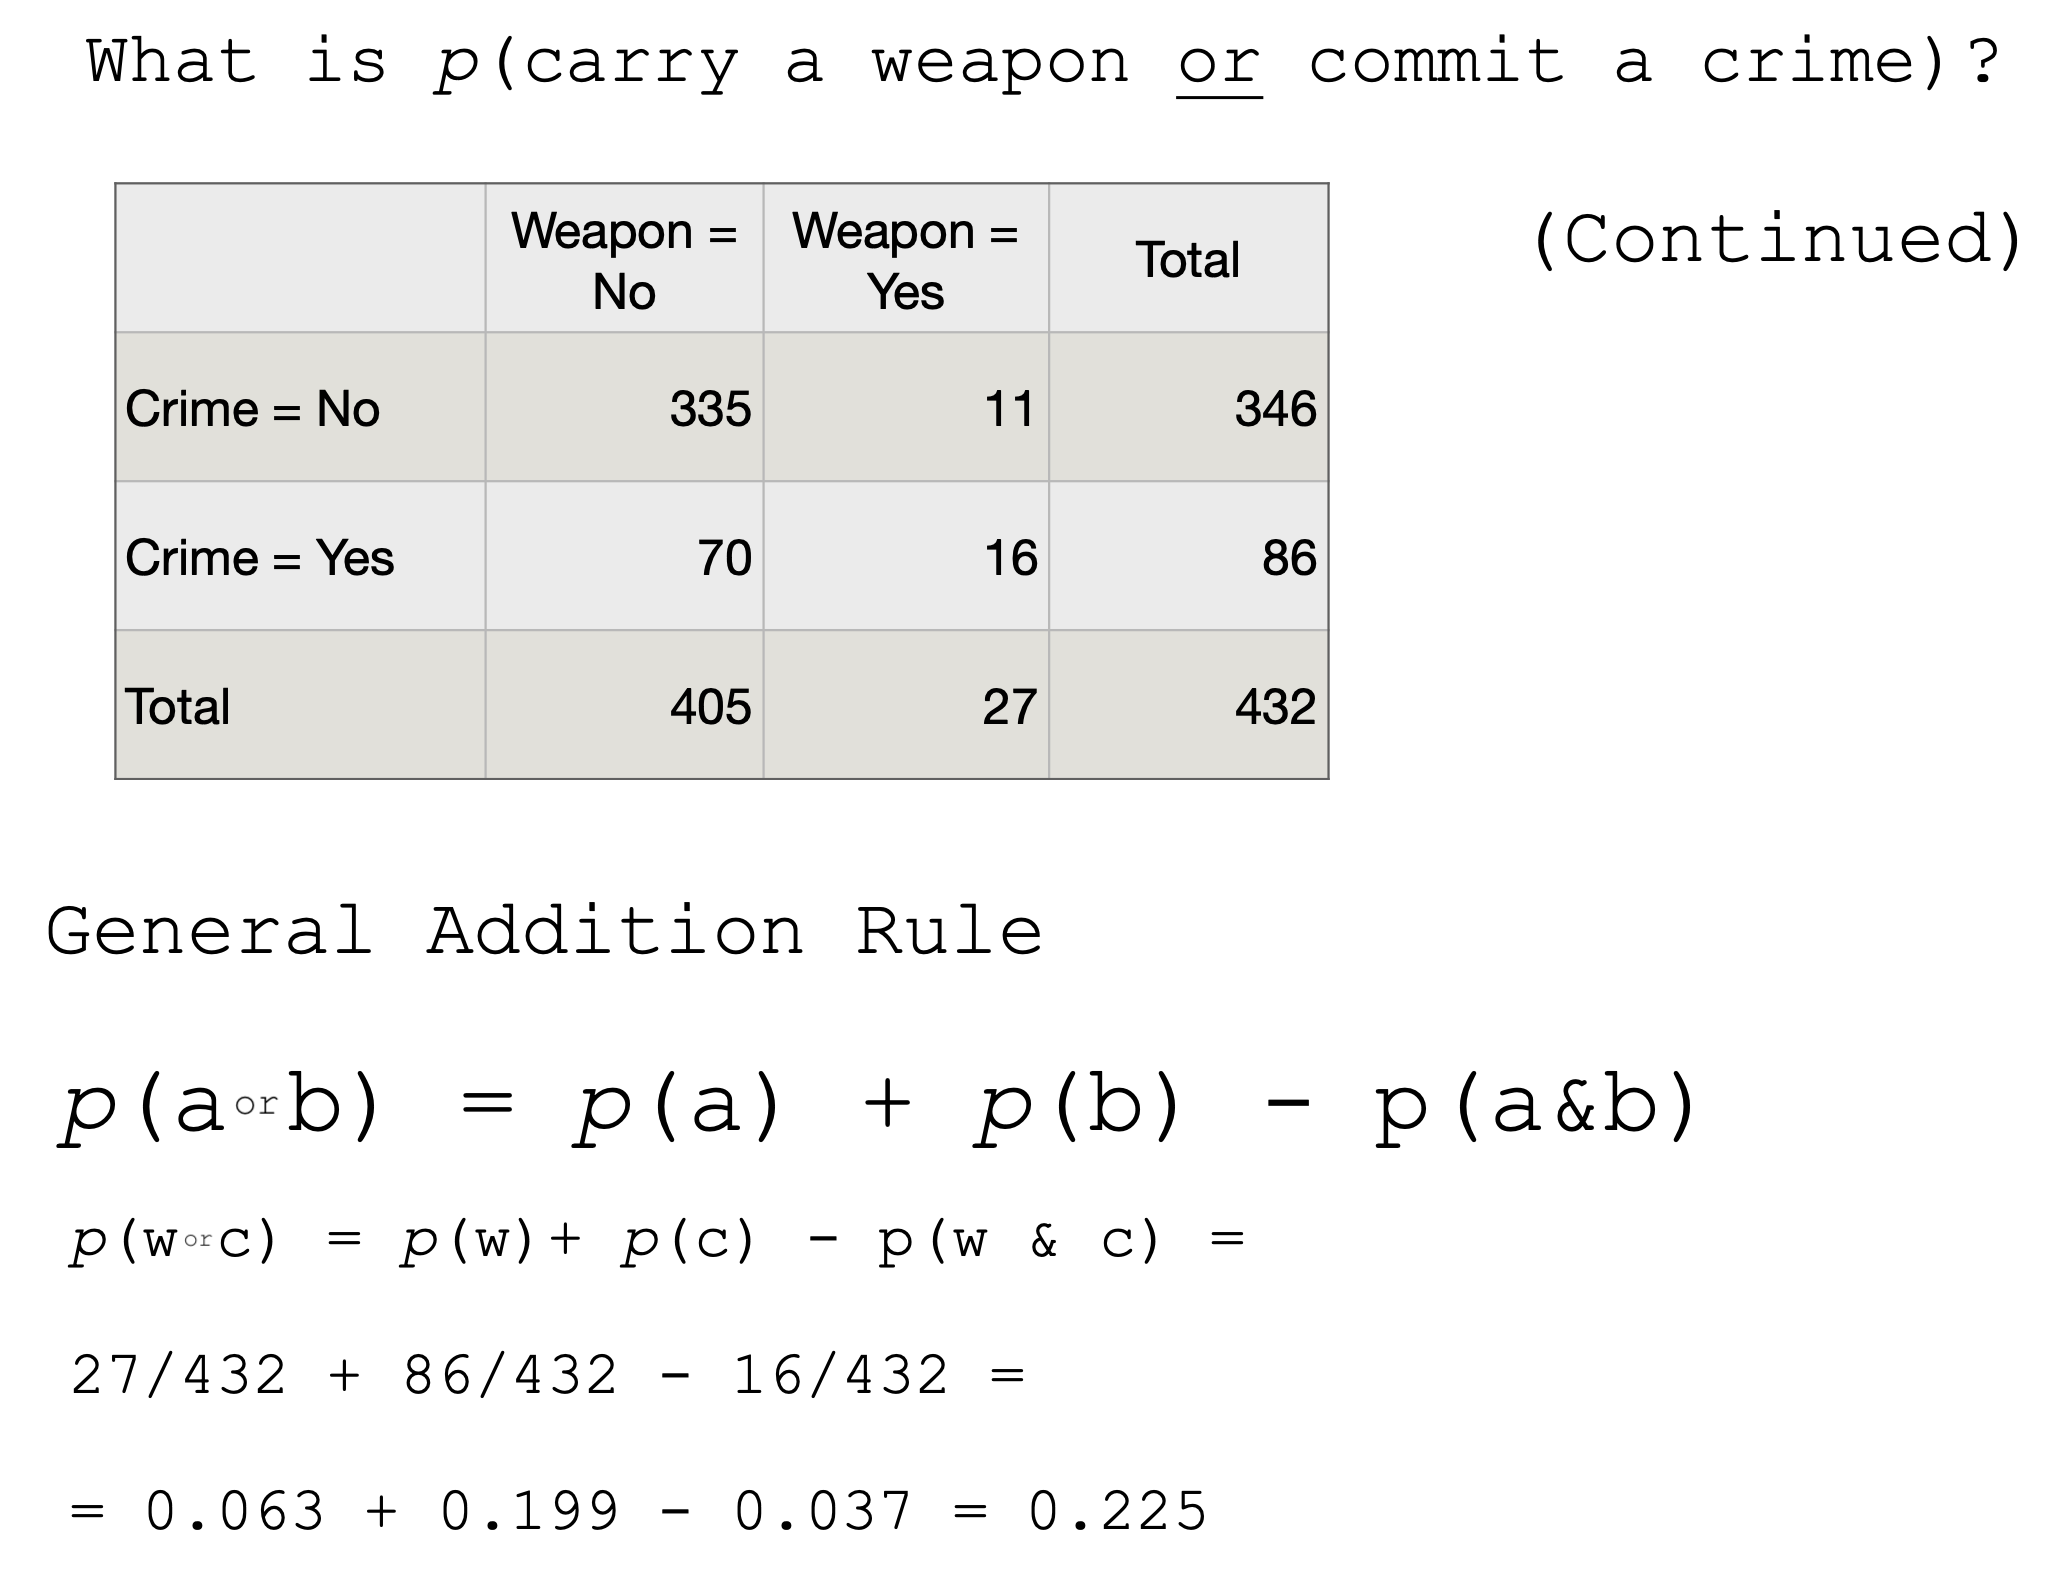 What is p(carry a weapon or commit a crime)?
(Continued)
Weapon = No Weapon = Yes Total
Crime = No 335 11 346
Crime = Yes 70 16 86
Total 405 27 432
General Addition Rule
p(a or b) = p(a) + p(b) - p(a&b)
p(w or c) = p(w)+ p(c) - p(w & c) =
27/432 + 86/432 - 16/432 =
= 0.063 + 0.199 - 0.037 = 0.225